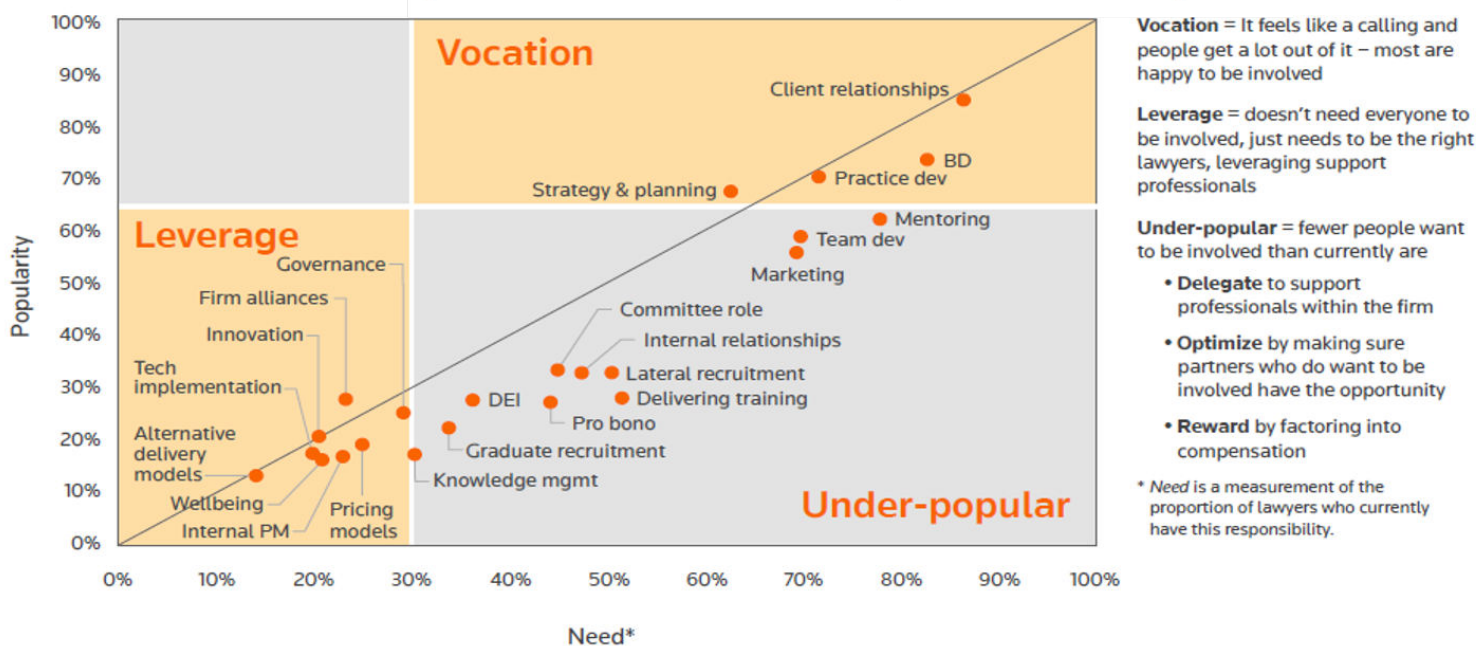 100%
90%
80%
70%
60%
50%
40%
30%
20%
10%
0%
Popularity
Vocation
Client relationships
BD
Practice dev
Strategy & planning
Leverage
Governance
Firm alliances
Innovation
Tech
implementation
Alternative
delivery
models
Wellbeing
Internal PM
Pricing
models
Mentoring
Team dev
Marketing
Committee role
Internal relationships
Lateral recruitment
DEI
Delivering training
Pro bono
Graduate recruitment
Knowledge mgmt
Under-popular
0%
10%
20%
30%
40%
50%
60%
70%
80%
90%
100%
Need*
Vocation = It feels like a calling and
people get a lot out of it – most are
happy to be involved
Leverage = doesn't need everyone to
be involved, just needs to be the right
lawyers, leveraging support
professionals
Under-popular = fewer people want
to be involved than currently are
• Delegate to support
professionals within the firm
• Optimize by making sure
partners who do want to be
involved have the opportunity
• Reward by factoring into
compensation
* Need is a measurement of the
proportion of lawyers who currently
have this responsibility.